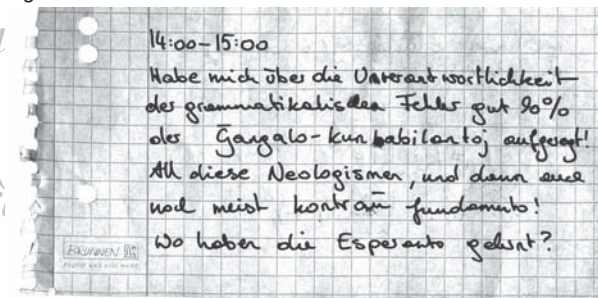 14:00-15:00
Habe mich über die Unverantwortlichkeit
der grammatikalischen Fehler gut 90%
der Gangalo-kunbabilantoj aufgeregt!
All diese Neologismen, und dann auch
noch meist kontraŭ fundamento!
Wo haben die Esperanto gelernt?
BRUNNEN